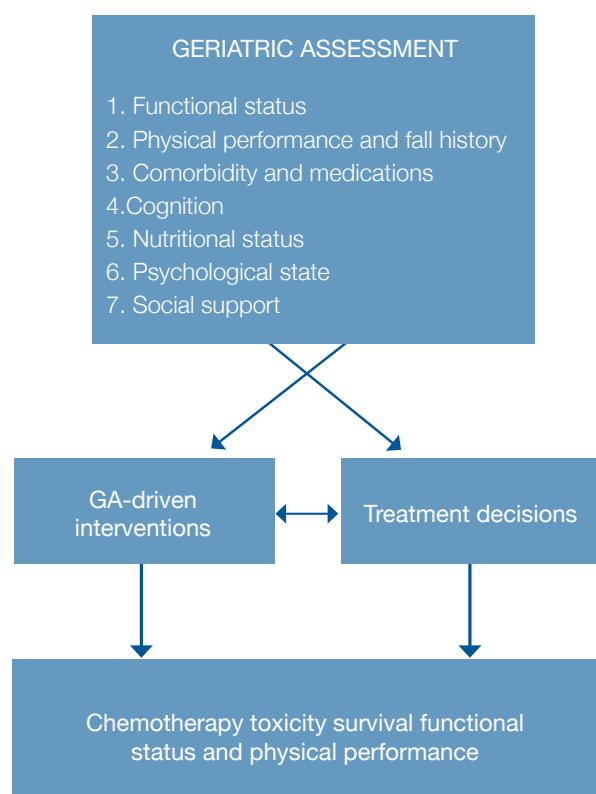 GERIATRIC ASSESSMENT
1. Functional status
2. Physical performance and fall history
3. Comorbidity and medications
4.Cognition
5. Nutritional status
6. Psychological state
7. Social support
GA-driven
interventions
Treatment decisions
Chemotherapy toxicity survival functional
status and physical performance